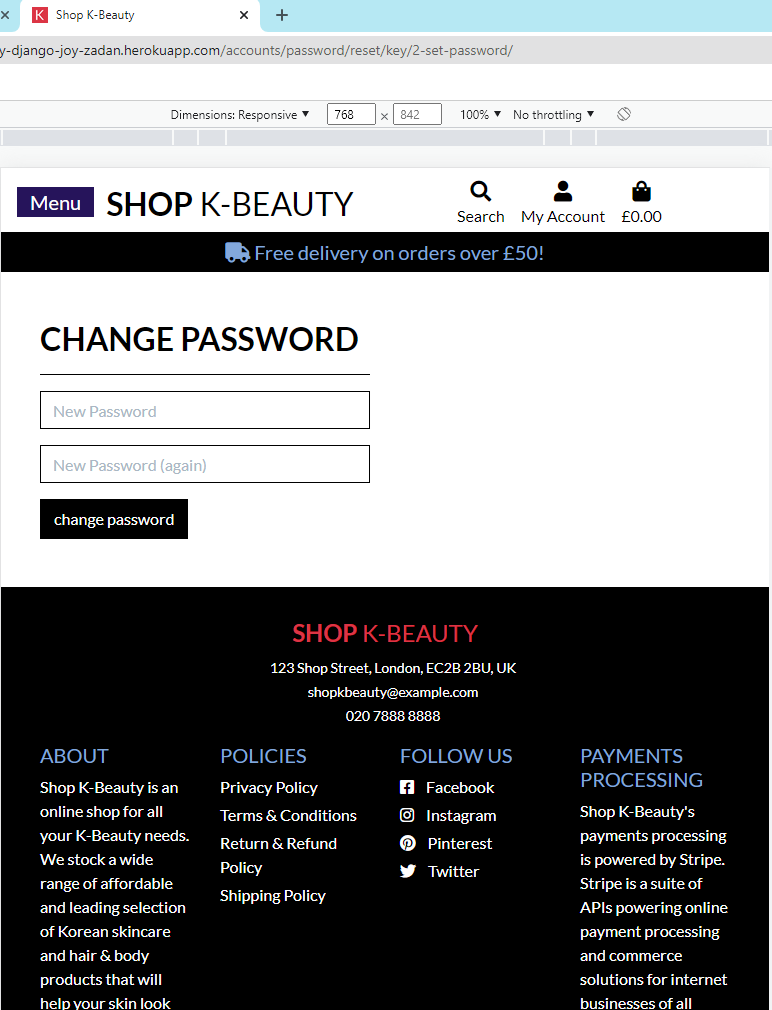 Shop K-Beauty
y-django-joy-zadan.herokuapp.com/accounts/password/reset/key/2-set-password/
Dimensions: Responsive ▼ 768 × 842 100% ▼ No throttling ▼
Menu SHOP K-BEAUTY
Search My Account £0.00
Free delivery on orders over £50!
CHANGE PASSWORD
New Password
New Password (again)
change password
SHOP K-BEAUTY
123 Shop Street, London, EC2B 2BU, UK
shopkbeauty@example.com
020 7888 8888
ABOUT
Shop K-Beauty is an
online shop for all
your K-Beauty needs.
We stock a wide
range of affordable
and leading selection
of Korean skincare
and hair & body
products that will
help your skin look
POLICIES
Privacy Policy
Terms & Conditions
Return & Refund
Policy
Shipping Policy
FOLLOW US
Facebook
Instagram
Pinterest
Twitter
PAYMENTS
PROCESSING
Shop K-Beauty's
payments processing
is powered by Stripe.
Stripe is a suite of
APIs powering online
payment processing
and commerce
solutions for internet
businesses of all